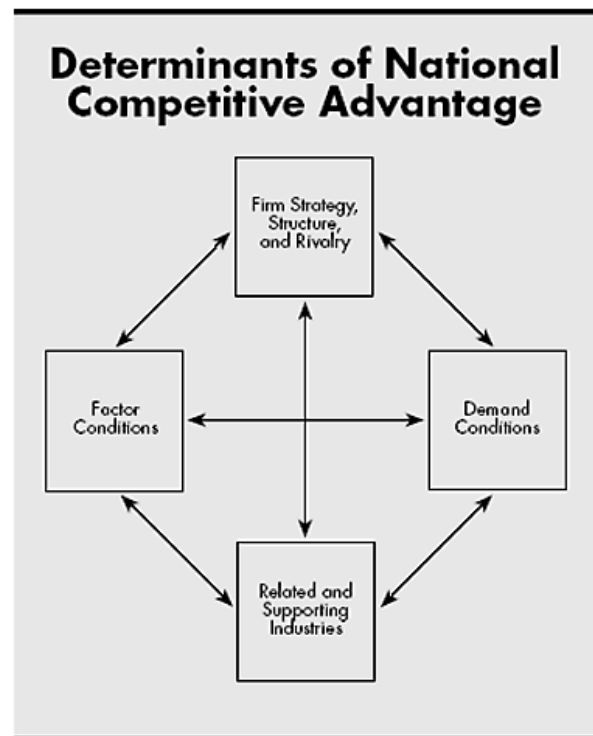 Determinants of National
Competitive Advantage
Firm Strategy,
Structure,
and Rivalry
Factor
Conditions
Demand
Conditions
Related and
Supporting
Industries